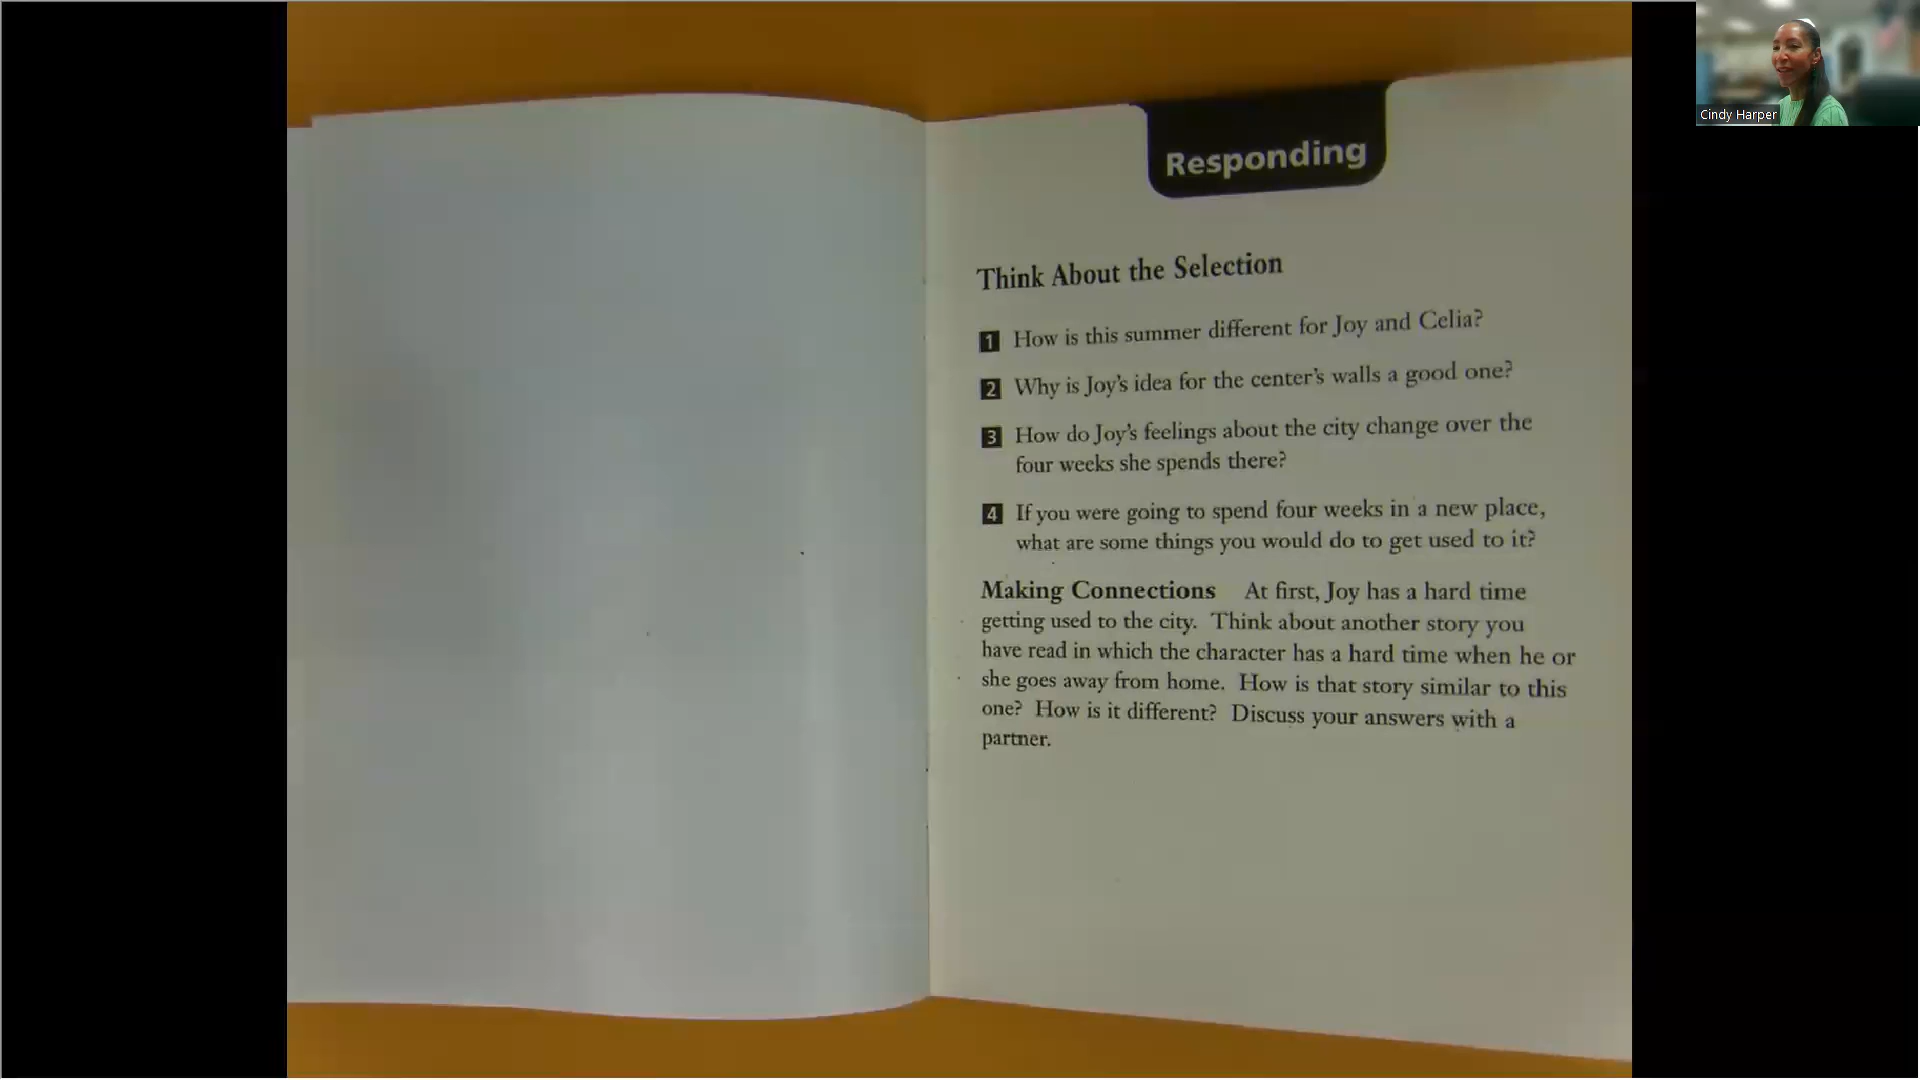 Cindy Harper
Responding
Think About the Selection
1 How is this summer different for Joy and Celia?
2 Why is Joy's idea for the center's walls a good one?
3 How do Joy's feelings about the city change over the
four weeks she spends there?
4 If you were going to spend four weeks in a new place,
what are some things you would do to get used to it?
Making Connections At first, Joy has a hard time
getting used to the city. Think about another story you
have read in which the character has a hard time when he or
she goes away from home. How is that story similar to this
one? How is it different? Discuss your answers with a
partner.